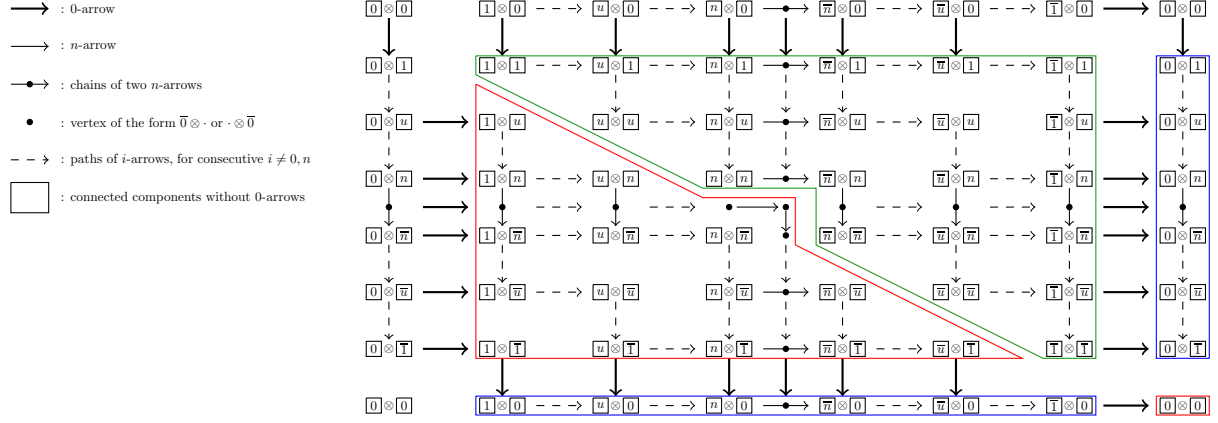 : 0-arrow
: n-arrow
: chains of two n-arrows
: vertex of the form 0̅ ⊗ · or · ⊗ 0̅
: paths of i-arrows, for consecutive i ≠ 0, n
: connected components without 0-arrows
0 ⊗ 0 1 ⊗ 0 u ⊗ 0 n ⊗ 0 n̅ ⊗ 0 u̅ ⊗ 0 1̅ ⊗ 0 0 ⊗ 0
0 ⊗ 1 1 ⊗ 1 u ⊗ 1 n ⊗ 1 n̅ ⊗ 1 u̅ ⊗ 1 1̅ ⊗ 1 0 ⊗ 1
0 ⊗ u 1 ⊗ u u ⊗ u n ⊗ u n̅ ⊗ u u̅ ⊗ u 1̅ ⊗ u 0 ⊗ u
0 ⊗ n 1 ⊗ n u ⊗ n n ⊗ n n̅ ⊗ n u̅ ⊗ n 1̅ ⊗ n 0 ⊗ n
0 ⊗ n̅ 1 ⊗ n̅ u ⊗ n̅ n ⊗ n̅ n̅ ⊗ n̅ u̅ ⊗ n̅ 1̅ ⊗ n̅ 0 ⊗ n̅
0 ⊗ u̅ 1 ⊗ u̅ u ⊗ u̅ n ⊗ u̅ n̅ ⊗ u̅ u̅ ⊗ u̅ 1̅ ⊗ u̅ 0 ⊗ u̅
0 ⊗ 1̅ 1 ⊗ 1̅ u ⊗ 1̅ n ⊗ 1̅ n̅ ⊗ 1̅ u̅ ⊗ 1̅ 1̅ ⊗ 1̅ 0 ⊗ 1̅
0 ⊗ 0 1 ⊗ 0 u ⊗ 0 n ⊗ 0 n̅ ⊗ 0 u̅ ⊗ 0 1̅ ⊗ 0 0 ⊗ 0